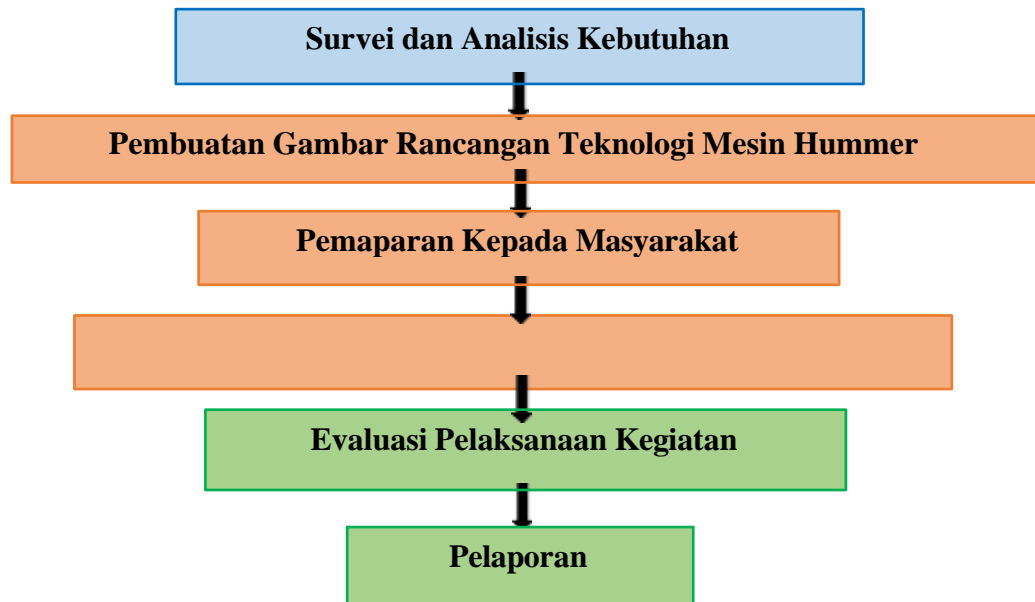 Survei dan Analisis Kebutuhan
Pembuatan Gambar Rancangan Teknologi Mesin Hummer
Pemaparan Kepada Masyarakat
Evaluasi Pelaksanaan Kegiatan
Pelaporan